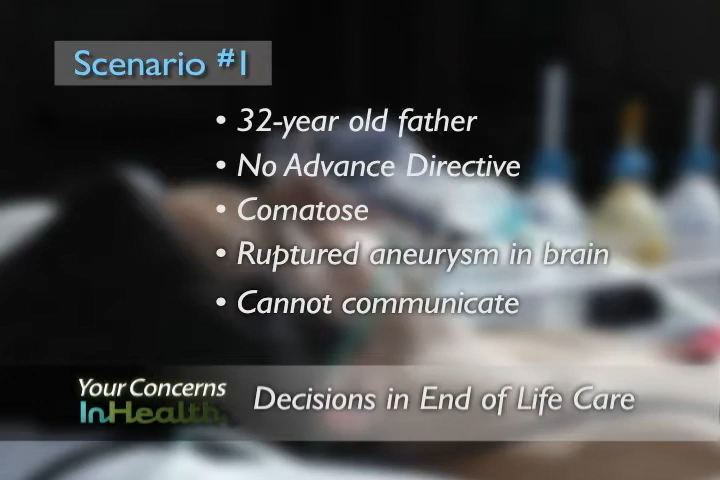 Scenario #1
• 32-year old father
• No Advance Directive
• Comatose
• Ruptured aneurysm in brain
• Cannot communicate
Your Concerns
InHealth
Decisions in End of Life Care